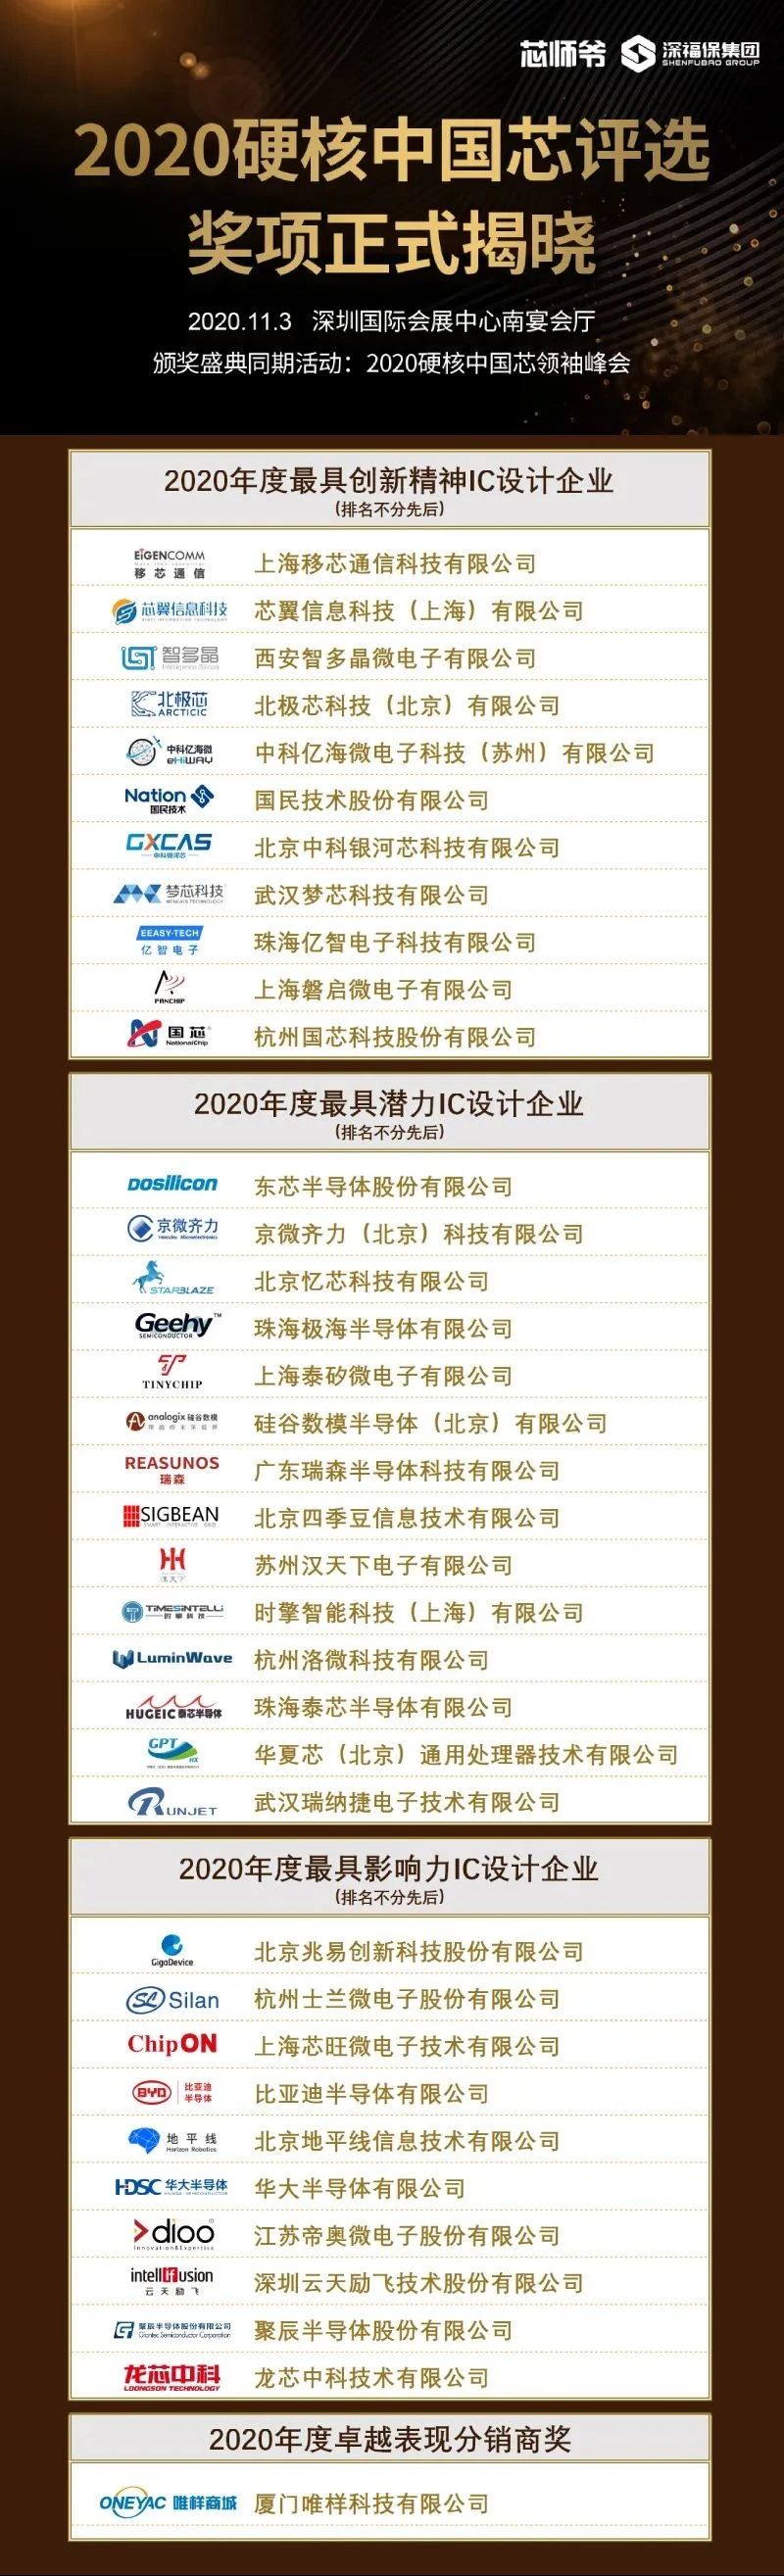 芯师爷 深福保集团
SHENFUBAO GROUP
2020硬核中国芯评选
奖项正式揭晓
2020.11.3 深圳国际会展中心南宴会厅
颁奖盛典同期活动：2020硬核中国芯领袖峰会
2020年度最具创新精神IC设计企业
(排名不分先后)
EiGENCOMM
移芯通信
上海移芯通信科技有限公司
芯翼信息科技
芯翼信息科技（上海）有限公司
智多晶
Intelligence Silicon
西安智多晶微电子有限公司
北极芯
ARCTICIC
北极芯科技（北京）有限公司
中科亿海微
eHiWAY
中科亿海微电子科技（苏州）有限公司
Nation
国民技术
国民技术股份有限公司
GXCAS
中科银河芯
北京中科银河芯科技有限公司
梦芯科技
MENGXIN TECHNOLOGY
武汉梦芯科技有限公司
EEASY·TECH
亿智电子
珠海亿智电子科技有限公司
PANCHIP
上海磐启微电子有限公司
国芯
NationalChip
杭州国芯科技股份有限公司
2020年度最具潜力IC设计企业
(排名不分先后)
Dosilicon
东芯半导体股份有限公司
京微齐力
Hercules Microelectronics
京微齐力（北京）科技有限公司
STARBLAZE
北京忆芯科技有限公司
Geehy™
SEMICONDUCTOR
珠海极海半导体有限公司
TINYCHIP
上海泰矽微电子有限公司
analogix 硅谷数模
硅谷数模半导体（北京）有限公司
REASUNOS
瑞森
广东瑞森半导体科技有限公司
SIGBEAN
SMART INTERACTIVE GRID
北京四季豆信息技术有限公司
汉天下
苏州汉天下电子有限公司
TiMESiNTELLi
时擎科技
时擎智能科技（上海）有限公司
LuminWave
杭州洛微科技有限公司
HUGEIC 泰芯半导体
珠海泰芯半导体有限公司
GPT
HX
华夏芯（北京）通用处理器技术有限公司
RUNJET
武汉瑞纳捷电子技术有限公司
2020年度最具影响力IC设计企业
(排名不分先后)
GigaDevice
北京兆易创新科技股份有限公司
SL Silan
杭州士兰微电子股份有限公司
ChipON
上海芯旺微电子技术有限公司
BYD 比亚迪
半导体
比亚迪半导体有限公司
地平线
Horizon Robotics
北京地平线信息技术有限公司
HDSC 华大半导体
华大半导体有限公司
dioo
Innovation&Expertise
江苏帝奥微电子股份有限公司
intellifusion
云天励飞
深圳云天励飞技术股份有限公司
聚辰半导体股份有限公司
Giantec Semiconductor Corporation
聚辰半导体股份有限公司
龙芯中科
LOONGSON TECHNOLOGY
龙芯中科技术有限公司
2020年度卓越表现分销商奖
ONEYAC 唯样商城
厦门唯样科技有限公司